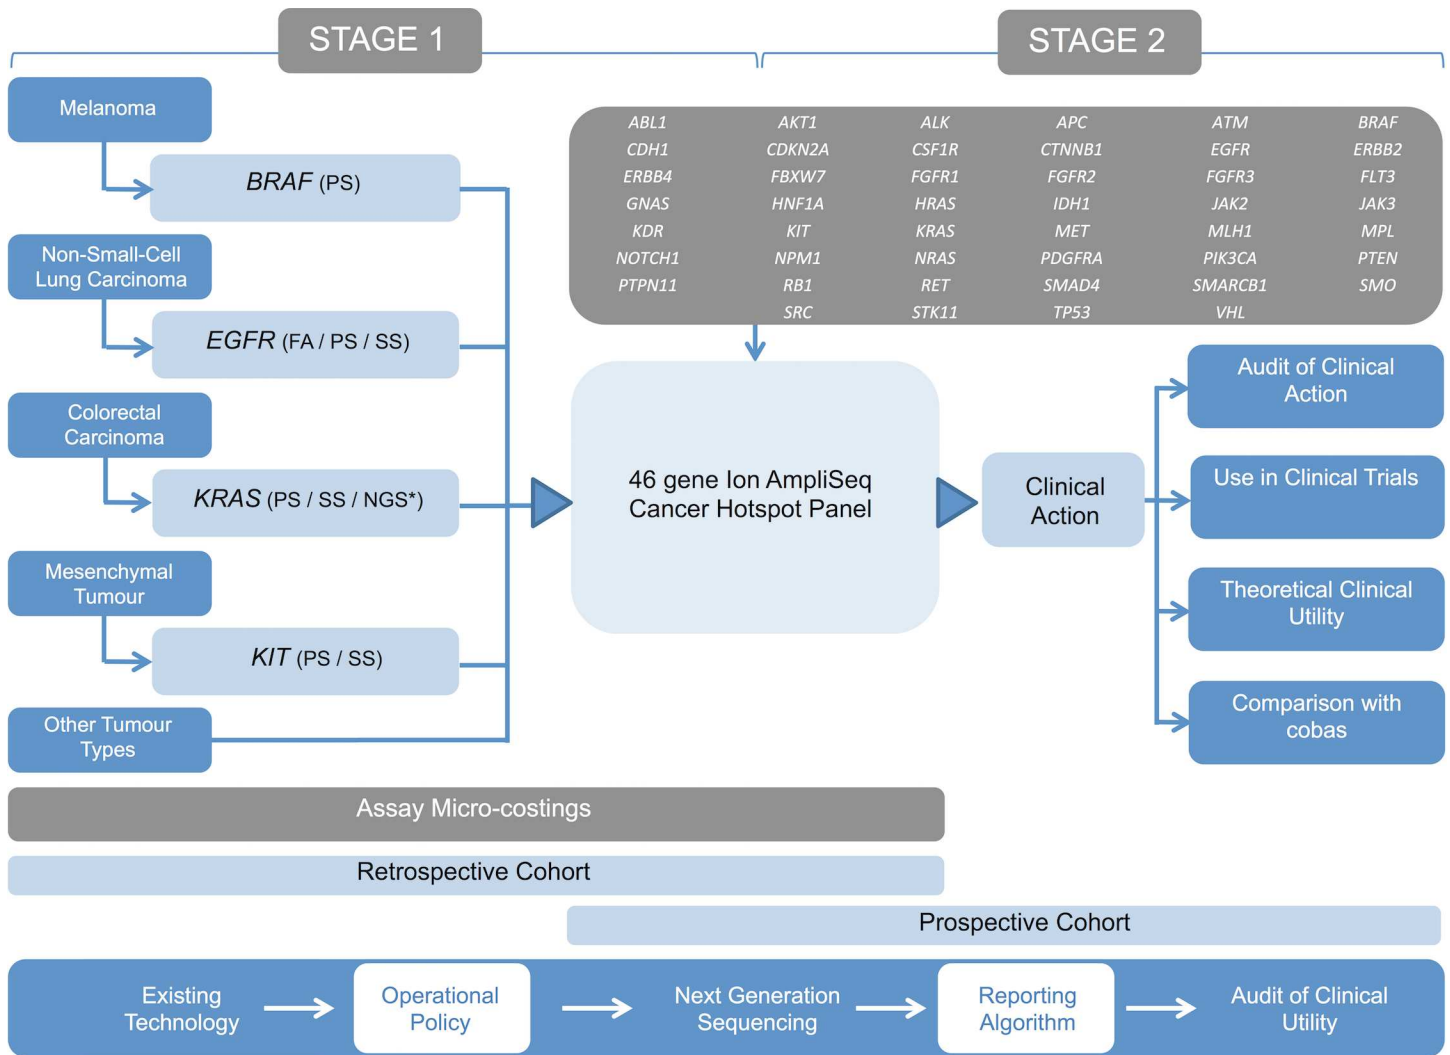 STAGE 1
STAGE 2
Melanoma
BRAF (PS)
Non-Small-Cell
Lung Carcinoma
EGFR (FA / PS / SS)
Colorectal
Carcinoma
KRAS (PS / SS / NGS*)
Mesenchymal
Tumour
KIT (PS / SS)
Other Tumour
Types
ABL1 AKT1 ALK APC ATM BRAF
CDH1 CDKN2A CSF1R CTNNB1 EGFR ERBB2
ERBB4 FBXW7 FGFR1 FGFR2 FGFR3 FLT3
GNAS HNF1A HRAS IDH1 JAK2 JAK3
KDR KIT KRAS MET MLH1 MPL
NOTCH1 NPM1 NRAS PDGFRA PIK3CA PTEN
PTPN11 RB1 RET SMAD4 SMARCB1 SMO
SRC STK11 TP53 VHL
46 gene Ion AmpliSeq
Cancer Hotspot Panel
Clinical
Action
Audit of Clinical
Action
Use in Clinical Trials
Theoretical Clinical
Utility
Comparison with
cobas
Assay Micro-costings
Retrospective Cohort
Prospective Cohort
Existing
Technology
Operational
Policy
Next Generation
Sequencing
Reporting
Algorithm
Audit of Clinical
Utility